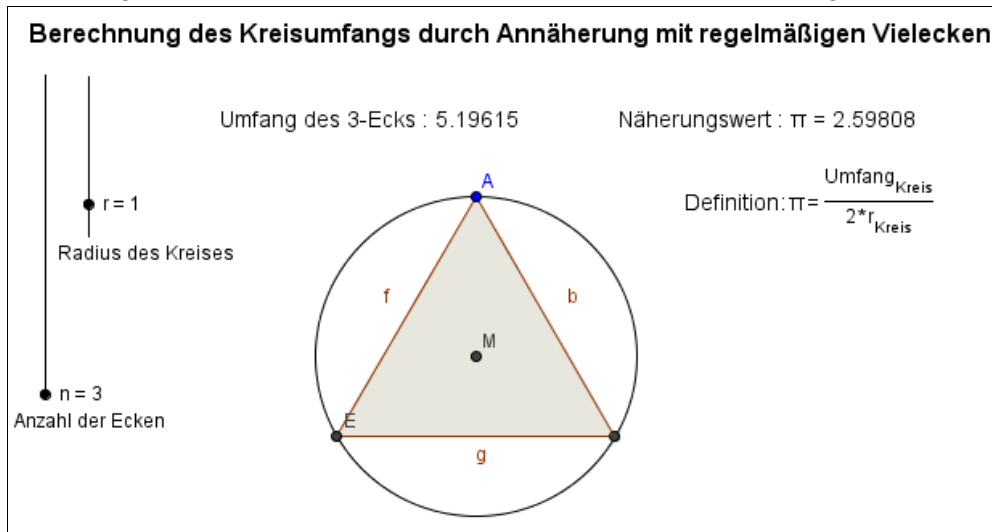 Berechnung des Kreisumfangs durch Annäherung mit regelmäßigen Vielecken
Umfang des 3-Ecks : 5.19615
Näherungswert : π = 2.59808
Definition: π = Umfang_Kreis / 2*r_Kreis
r = 1
Radius des Kreises
n = 3
Anzahl der Ecken
A
f
b
M
E
g